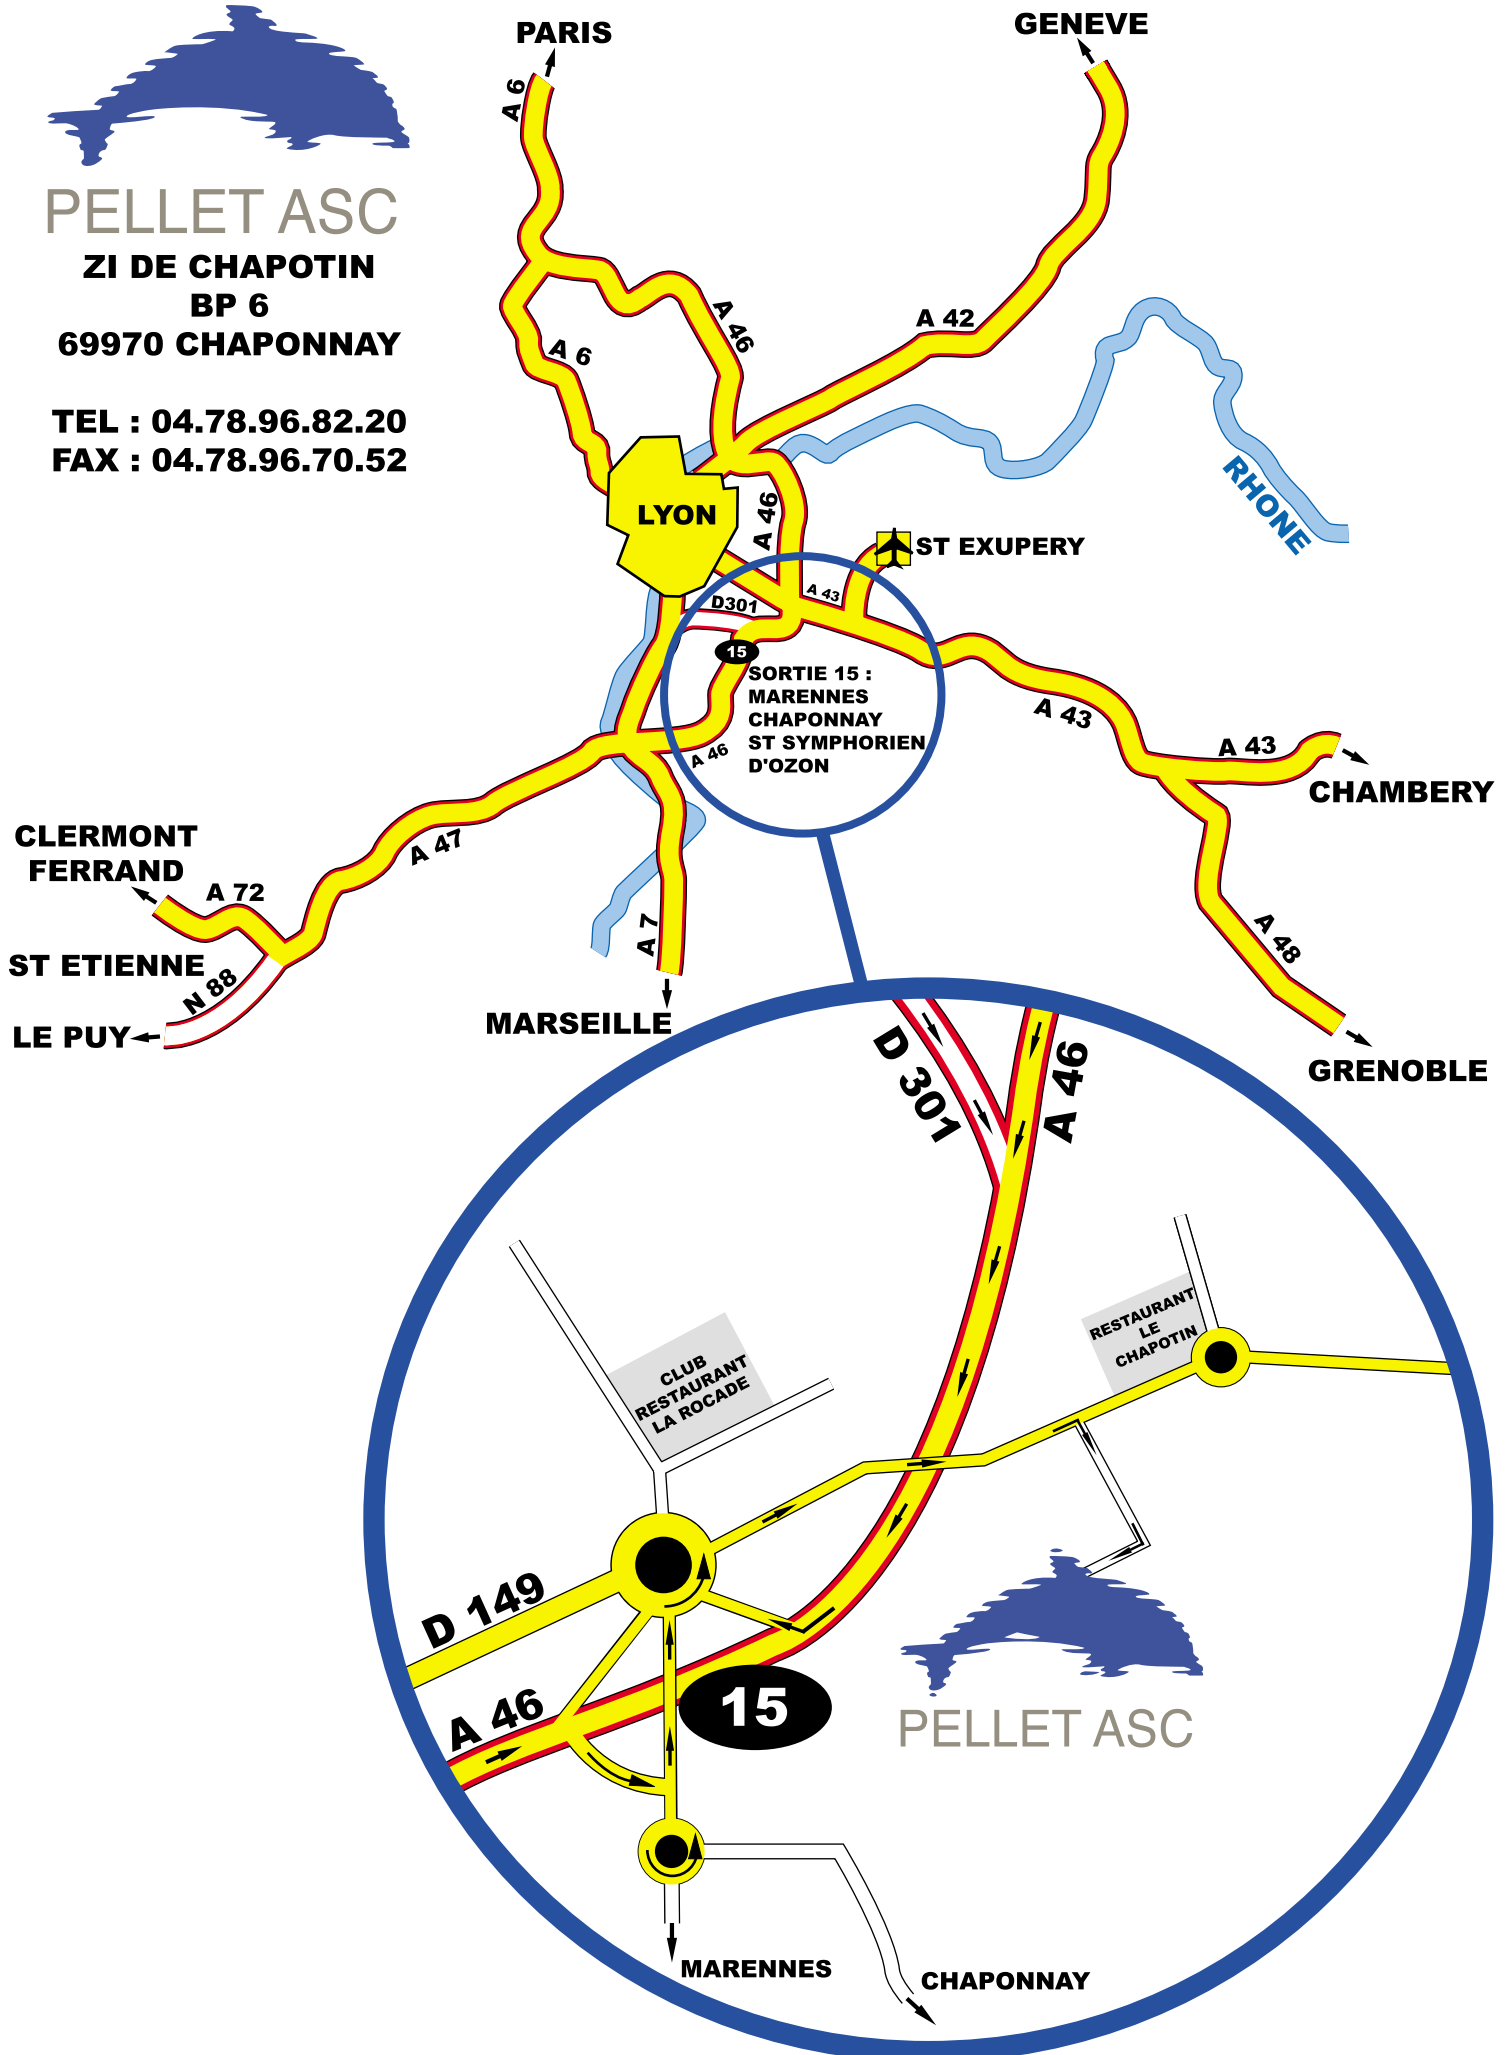 PELLET ASC
ZI DE CHAPOTIN
BP 6
69970 CHAPONNAY
TEL : 04.78.96.82.20
FAX : 04.78.96.70.52
PARIS
GENEVE
A 6
A 46
A 6
A 42
RHONE
LYON
A 46
ST EXUPERY
A 43
D301
15
SORTIE 15 :
MARENNES
CHAPONNAY
ST SYMPHORIEN
D'OZON
A 46
A 43
A 43
CHAMBERY
CLERMONT
FERRAND
A 47
A 72
ST ETIENNE
N 88
LE PUY
A 7
MARSEILLE
A 48
GRENOBLE
D 301
A 46
RESTAURANT
LE
CHAPOTIN
CLUB
RESTAURANT
LA ROCADE
D 149
A 46
15
PELLET ASC
MARENNES
CHAPONNAY